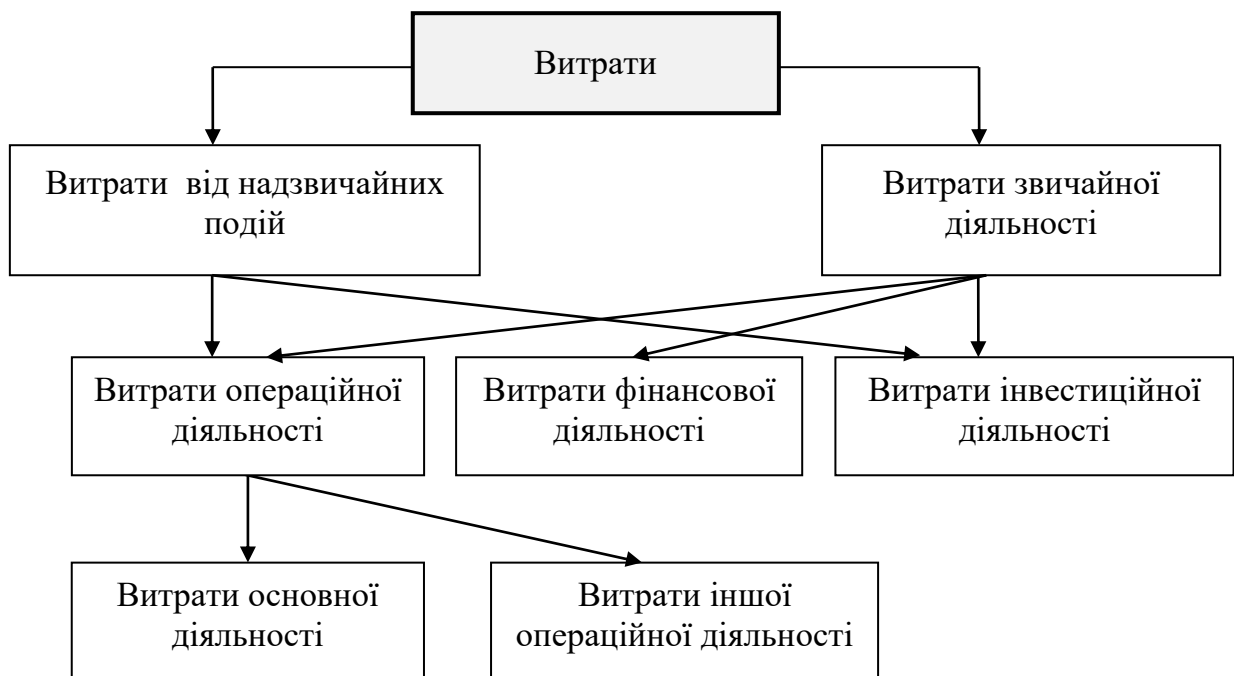 Витрати
Витрати від надзвичайних
подій
Витрати звичайної
діяльності
Витрати операційної
діяльності
Витрати фінансової
діяльності
Витрати інвестиційної
діяльності
Витрати основної
діяльності
Витрати іншої
операційної діяльності